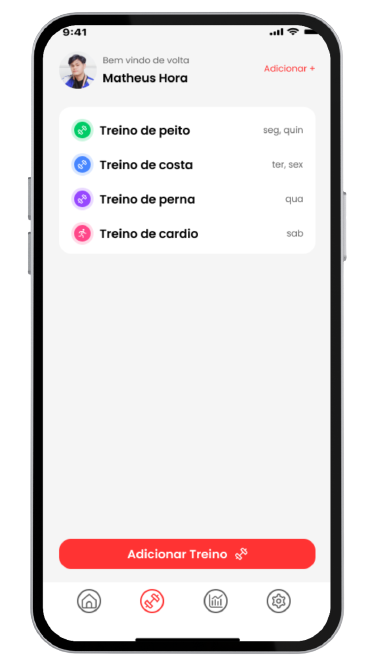 9:41
Bem vindo de volta
Matheus Hora
Adicionar +
Treino de peito seg, quin
Treino de costa ter, sex
Treino de perna qua
Treino de cardio sab
Adicionar Treino